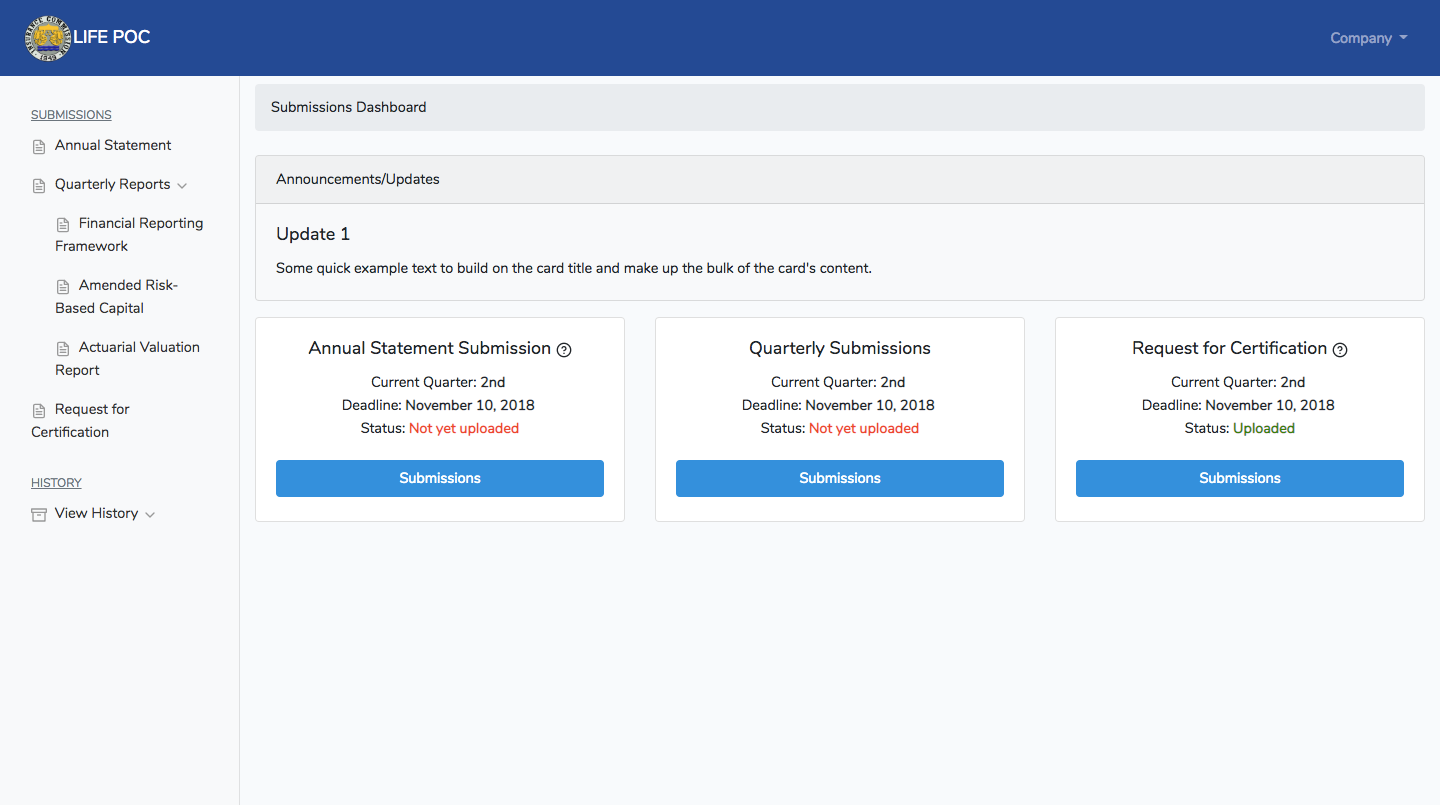 INSURANCE COMMISSION
1949
LIFE POC
Company
SUBMISSIONS
Annual Statement
Quarterly Reports
Financial Reporting
Framework
Amended Risk-
Based Capital
Actuarial Valuation
Report
Request for
Certification
HISTORY
View History
Submissions Dashboard
Announcements/Updates
Update 1
Some quick example text to build on the card title and make up the bulk of the card's content.
Annual Statement Submission
Current Quarter: 2nd
Deadline: November 10, 2018
Status: Not yet uploaded
Submissions
Quarterly Submissions
Current Quarter: 2nd
Deadline: November 10, 2018
Status: Not yet uploaded
Submissions
Request for Certification
Current Quarter: 2nd
Deadline: November 10, 2018
Status: Uploaded
Submissions